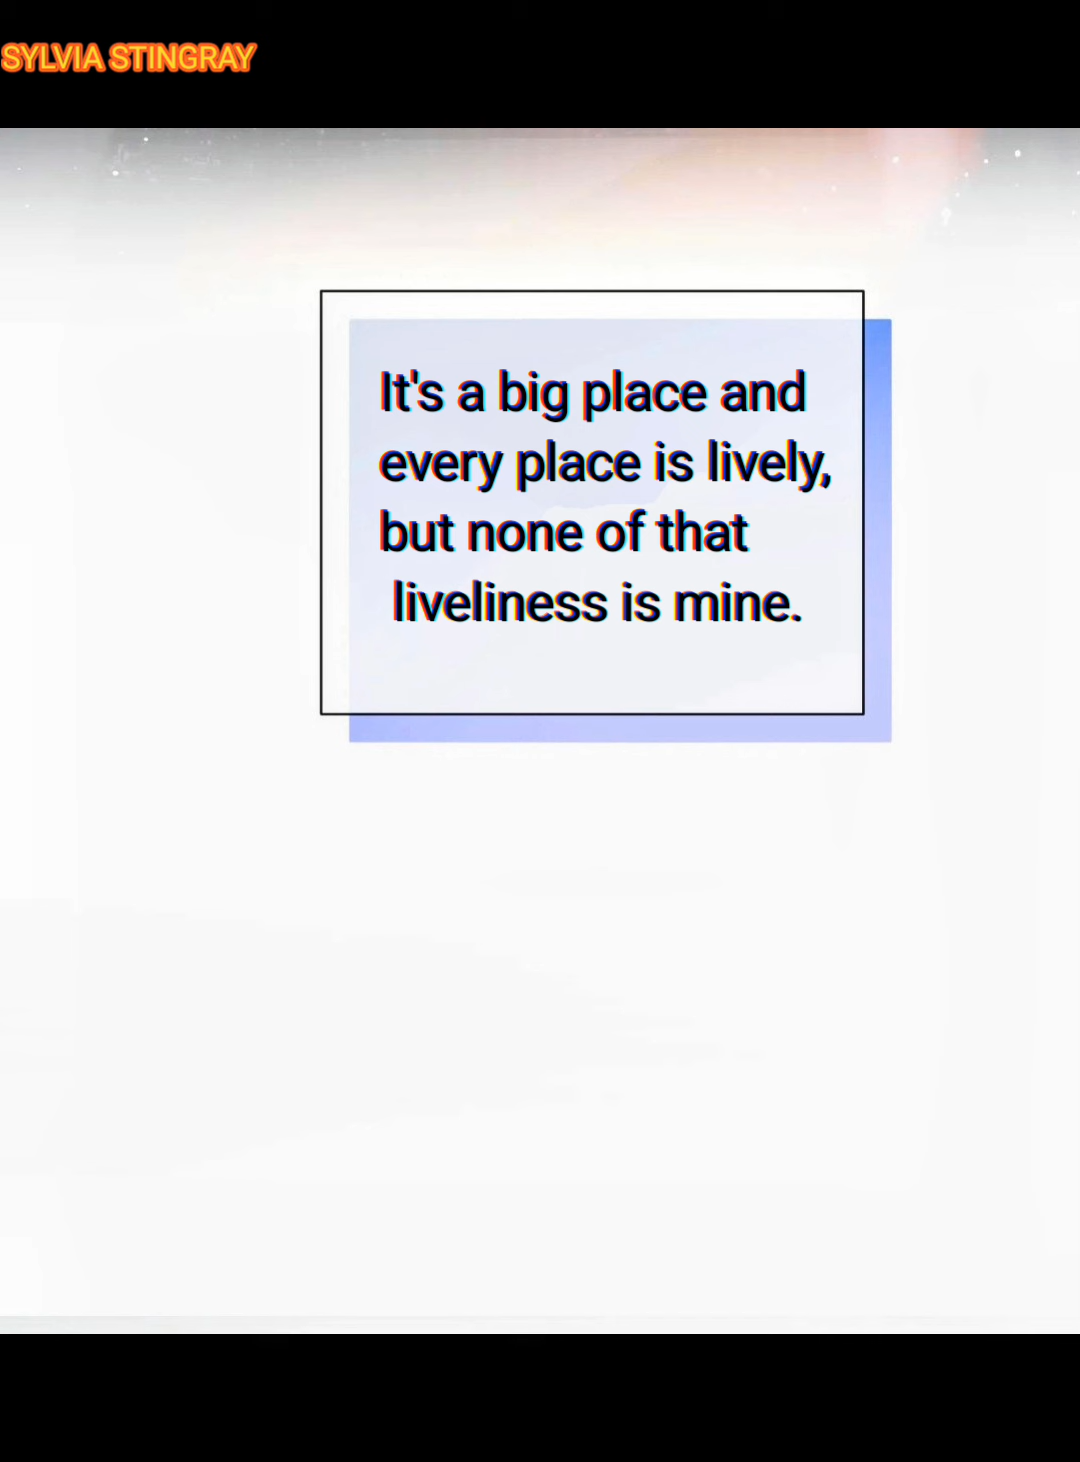 SYLVIA STINGRAY
It's a big place and
every place is lively,
but none of that
liveliness is mine.